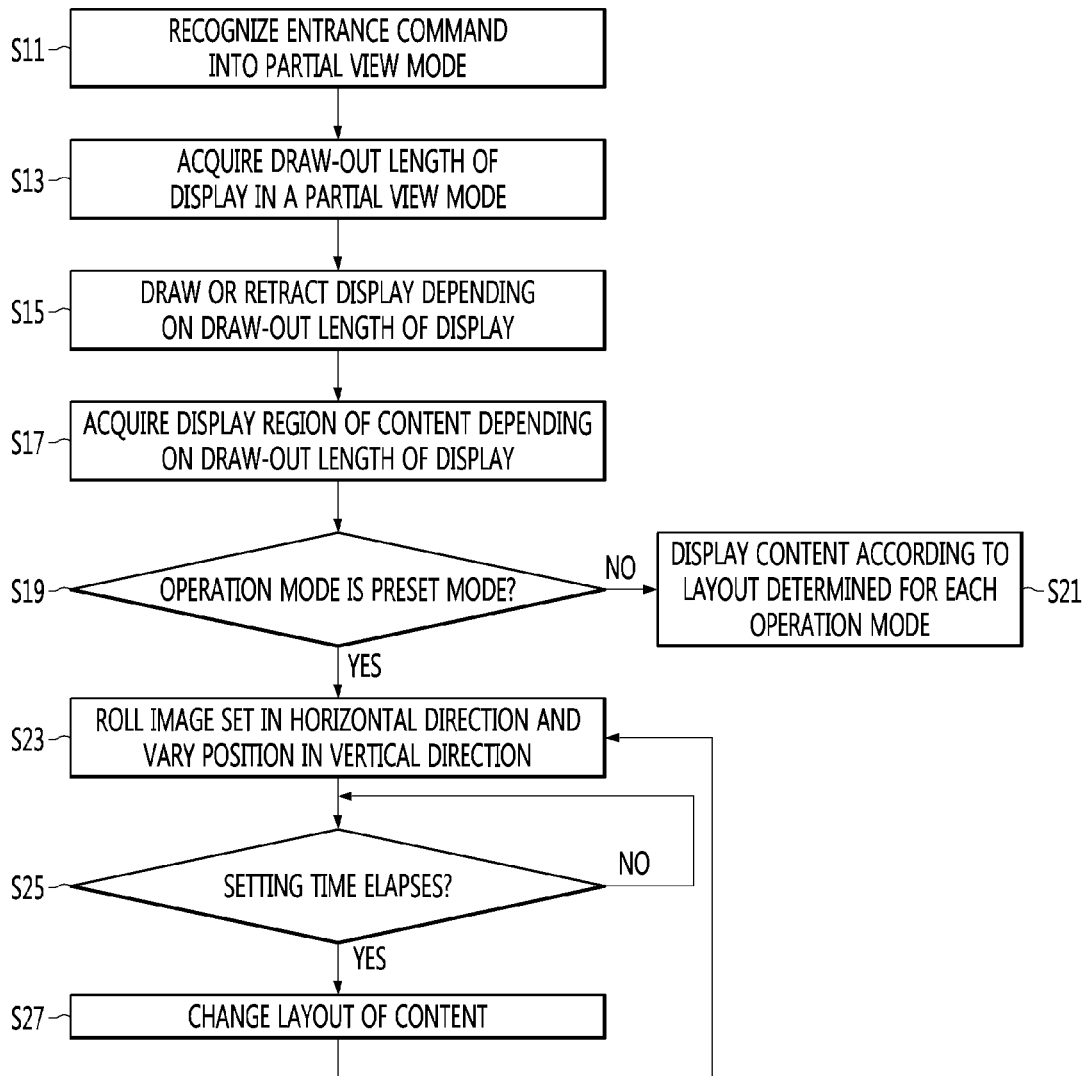 S11
RECOGNIZE ENTRANCE COMMAND
INTO PARTIAL VIEW MODE
S13
ACQUIRE DRAW-OUT LENGTH OF
DISPLAY IN A PARTIAL VIEW MODE
S15
DRAW OR RETRACT DISPLAY DEPENDING
ON DRAW-OUT LENGTH OF DISPLAY
S17
ACQUIRE DISPLAY REGION OF CONTENT DEPENDING
ON DRAW-OUT LENGTH OF DISPLAY
S19
OPERATION MODE IS PRESET MODE?
NO
DISPLAY CONTENT ACCORDING TO
LAYOUT DETERMINED FOR EACH
OPERATION MODE
S21
YES
S23
ROLL IMAGE SET IN HORIZONTAL DIRECTION AND
VARY POSITION IN VERTICAL DIRECTION
S25
SETTING TIME ELAPSES?
NO
YES
S27
CHANGE LAYOUT OF CONTENT